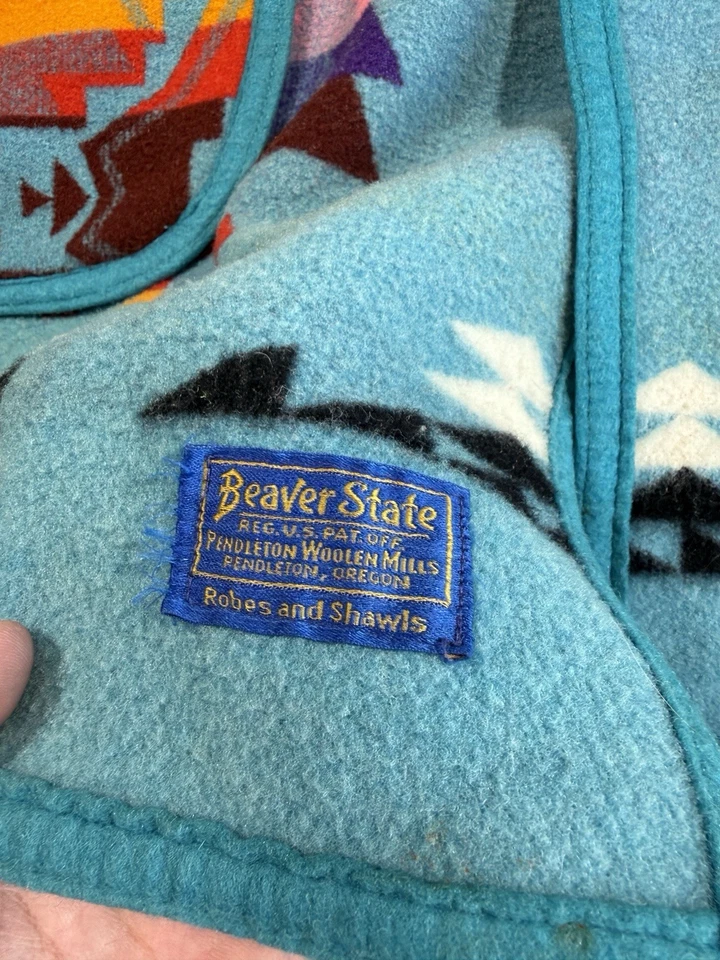 Beaver State
REG. U.S. PAT. OFF.
PENDLETON WOOLEN MILLS
PENDLETON, OREGON
Robes and Shawls